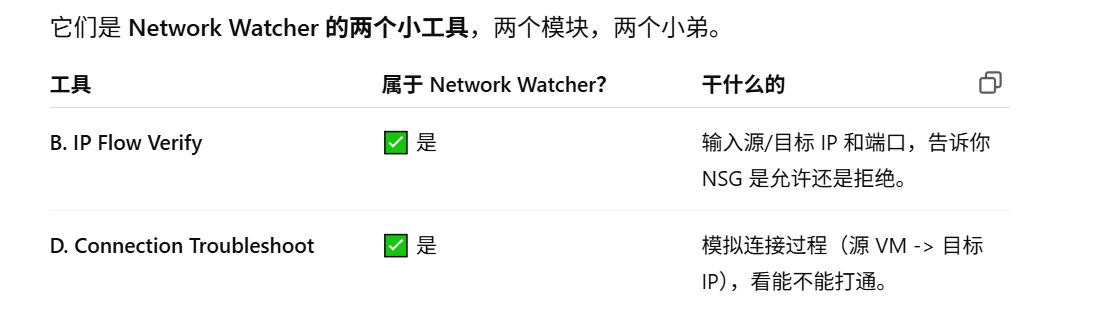 它们是 Network Watcher 的两个小工具，两个模块，两个小弟。
工具 属于 Network Watcher? 干什么的
B. IP Flow Verify ✅ 是 输入源/目标 IP 和端口，告诉你
NSG 是允许还是拒绝。
D. Connection Troubleshoot ✅ 是 模拟连接过程（源 VM -> 目标
IP），看能不能打通。